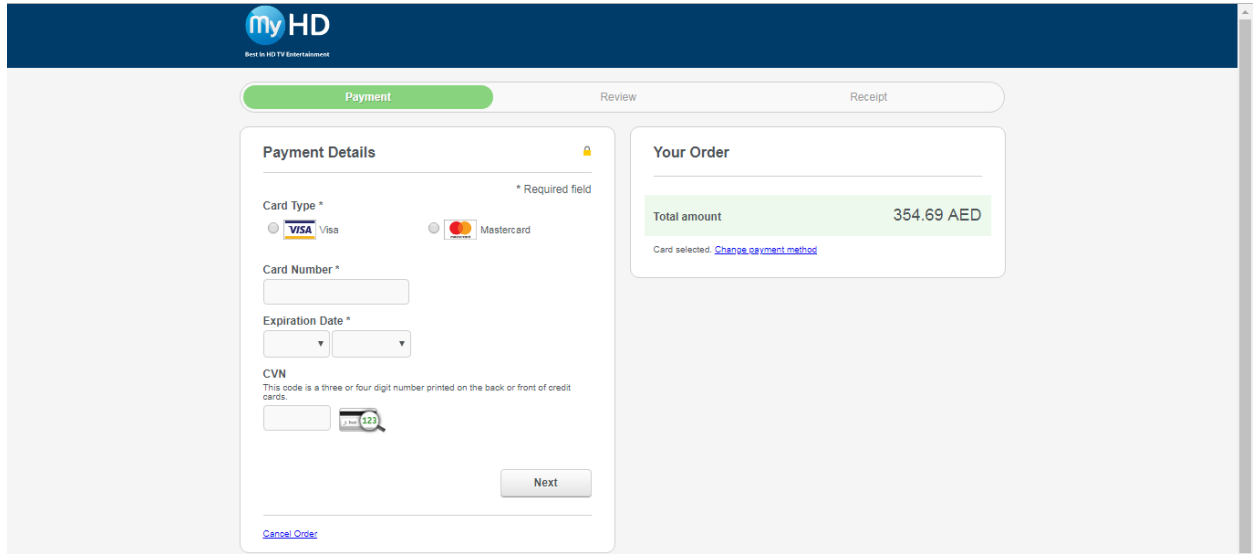 My HD
Best in HD TV Entertainment
Payment Review Receipt
Payment Details
* Required field
Card Type *
VISA Visa Mastercard
Card Number *
Expiration Date *
CVN
This code is a three or four digit number printed on the back or front of credit
cards.
123
Next
Cancel Order
Your Order
Total amount 354.69 AED
Card selected. Change payment method